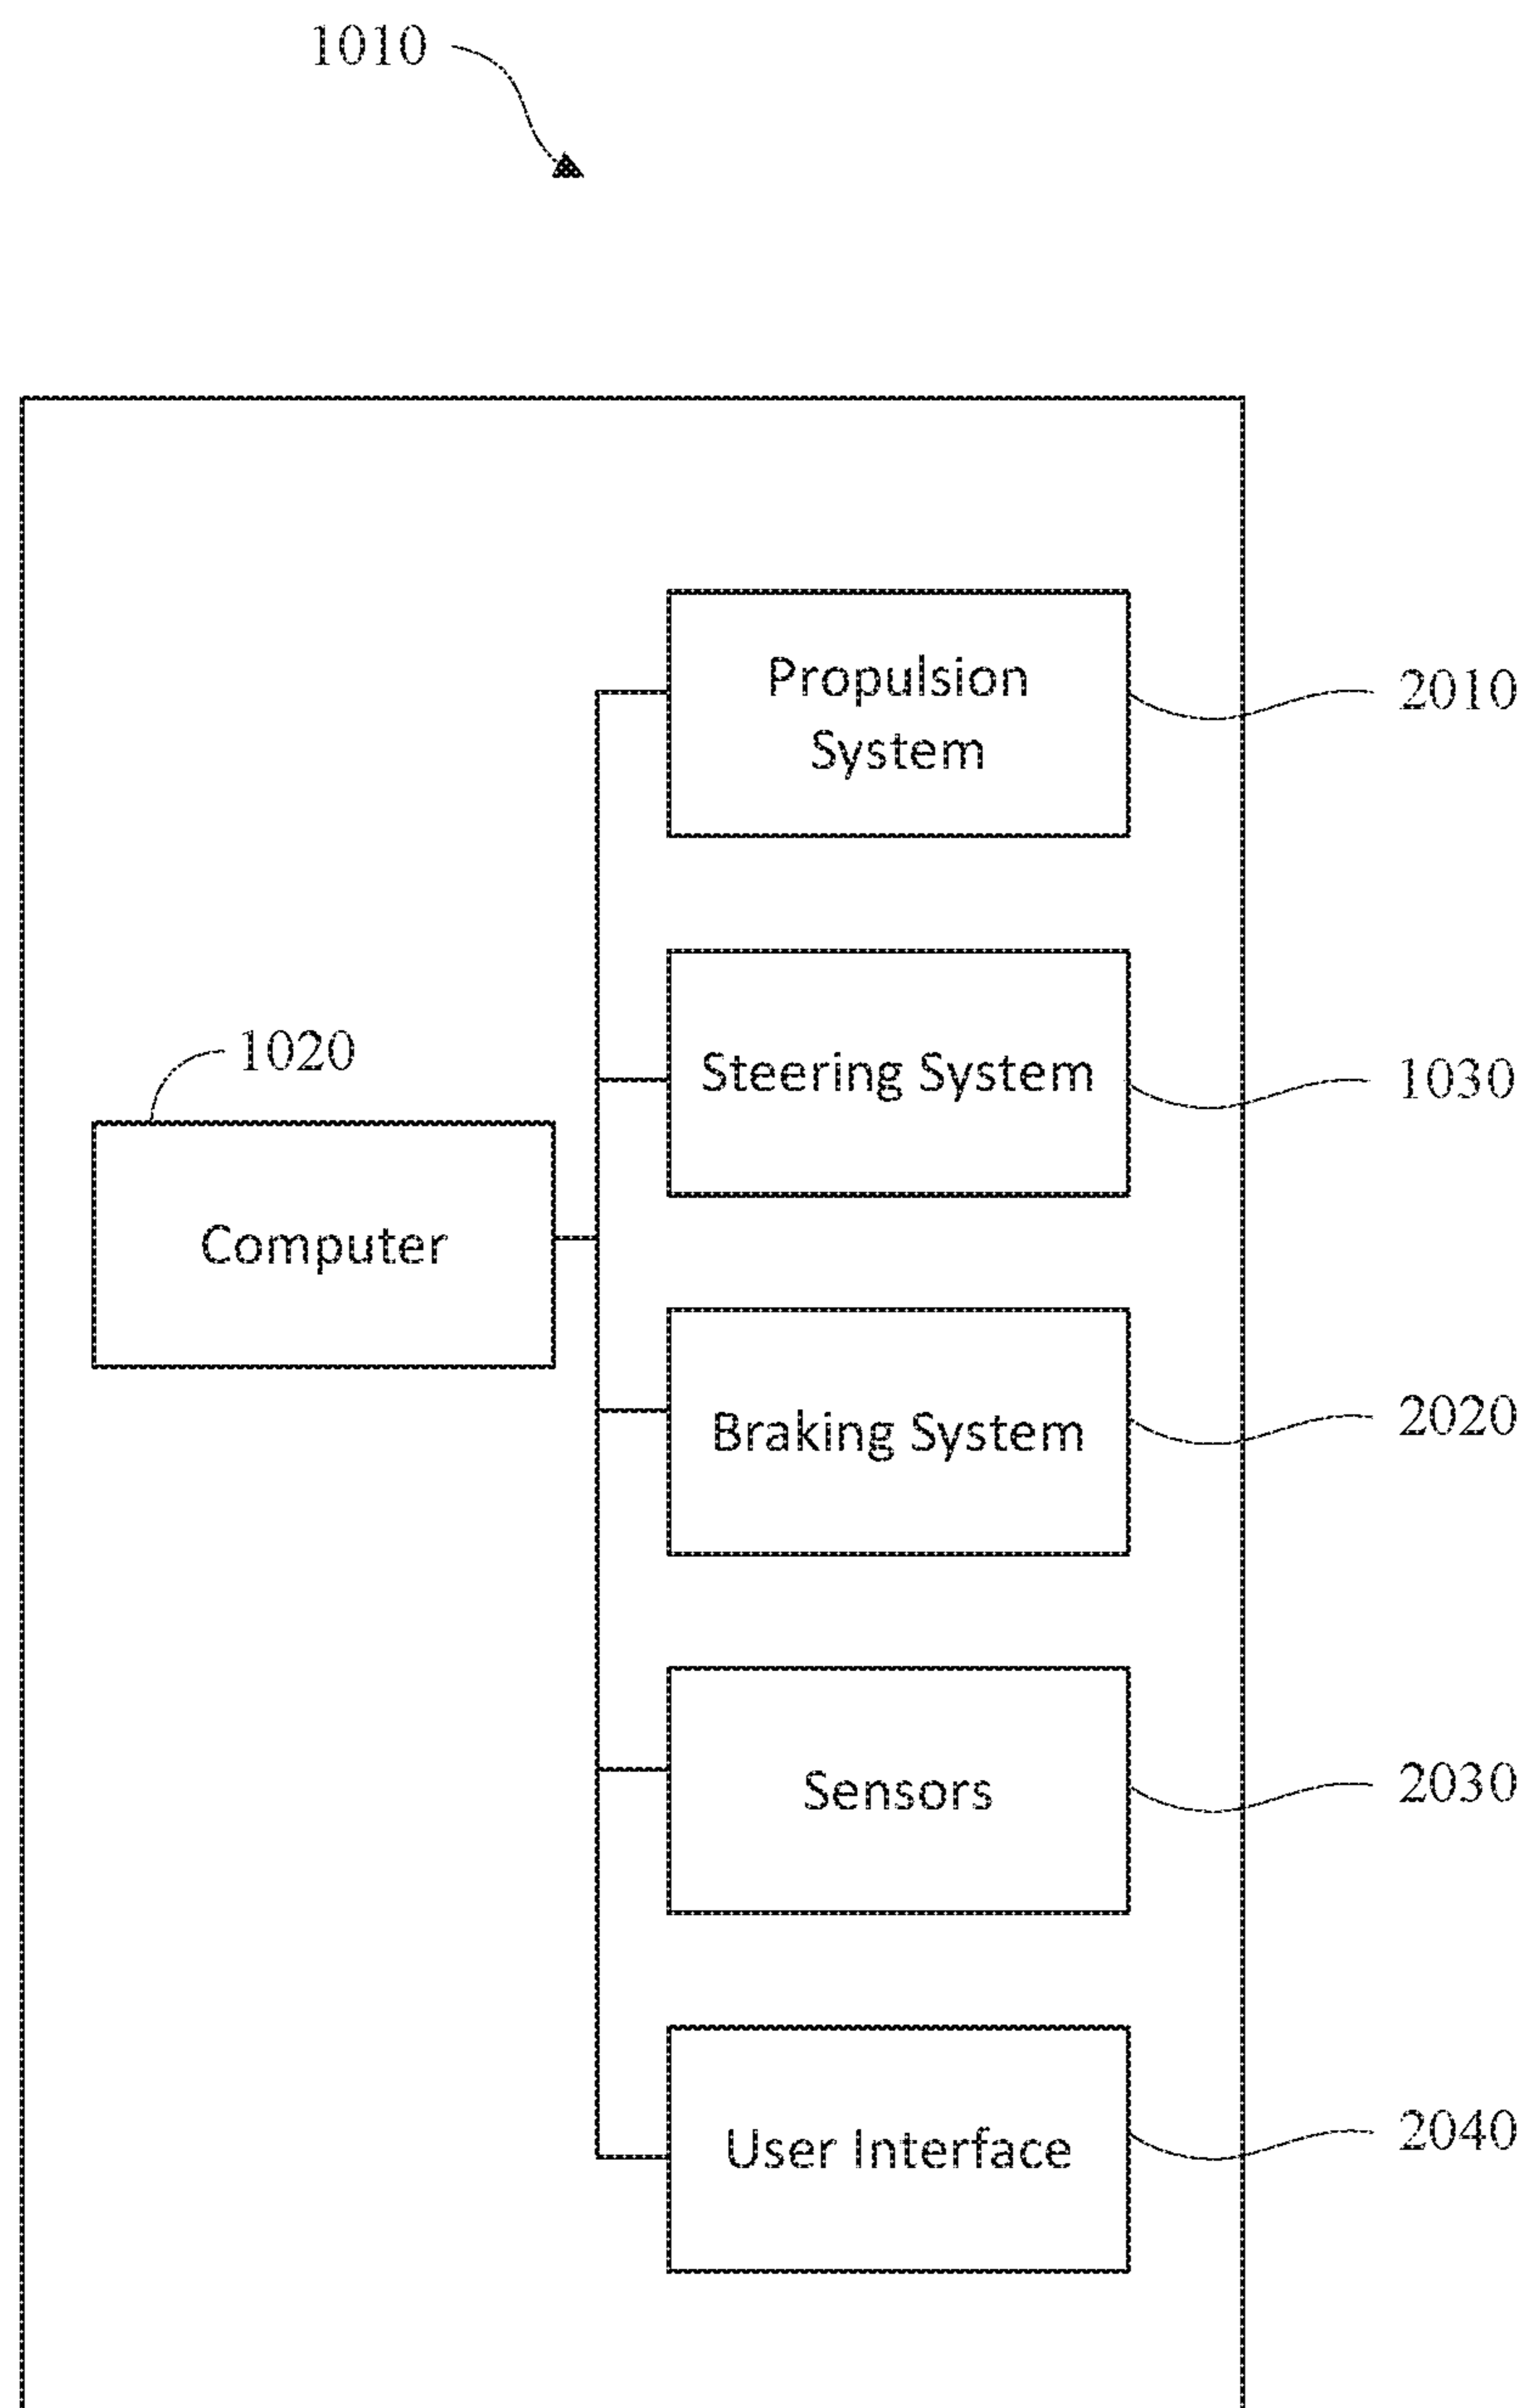 1010
Propulsion
System
2010
Steering System
1030
1020
Computer
Braking System
2020
Sensors
2030
User Interface
2040